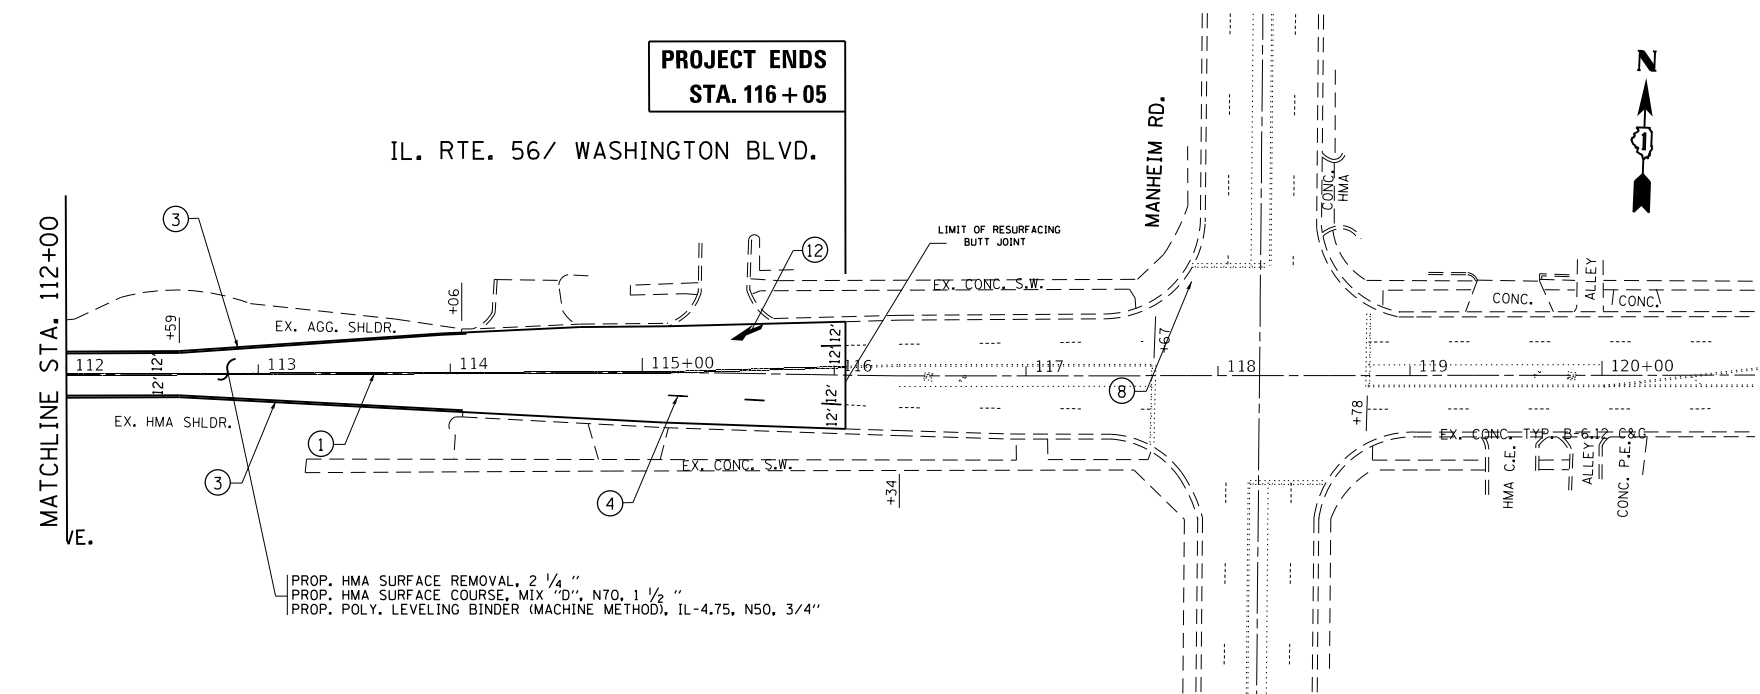 PROJECT ENDS
STA. 116 + 05
IL. RTE. 56/ WASHINGTON BLVD.
MANHEIM RD.
N
1
CONC.
HMA
MATCHLINE STA. 112+00
3
12
LIMIT OF RESURFACING
BUTT JOINT
+59
+06
EX. AGG. SHLDR.
EX. CONC. S.W.
ALLEY
CONC.
CONC.
12' 12'
12' 12'
+67
112
113
114
115+00
116
117
118
119
120+00
12' 12'
8
+78
EX. HMA SHLDR.
1
3
4
EX. CONC. S.W.
+34
EX. CONC. TYP. B-6.12 C&G
HMA C.E.
ALLEY
CONC. P.E.
VE.
PROP. HMA SURFACE REMOVAL, 2 1/4 "
PROP. HMA SURFACE COURSE, MIX "D", N70, 1 1/2 "
PROP. POLY. LEVELING BINDER (MACHINE METHOD), IL-4.75, N50, 3/4"